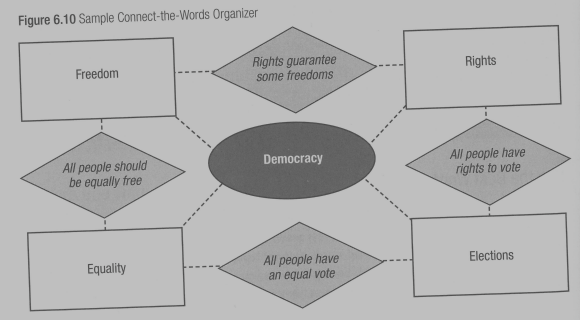 Figure 6.10 Sample Connect-the-Words Organizer
Freedom
Rights guarantee
some freedoms
Rights
All people should
be equally free
Democracy
All people have
rights to vote
Equality
All people have
an equal vote
Elections